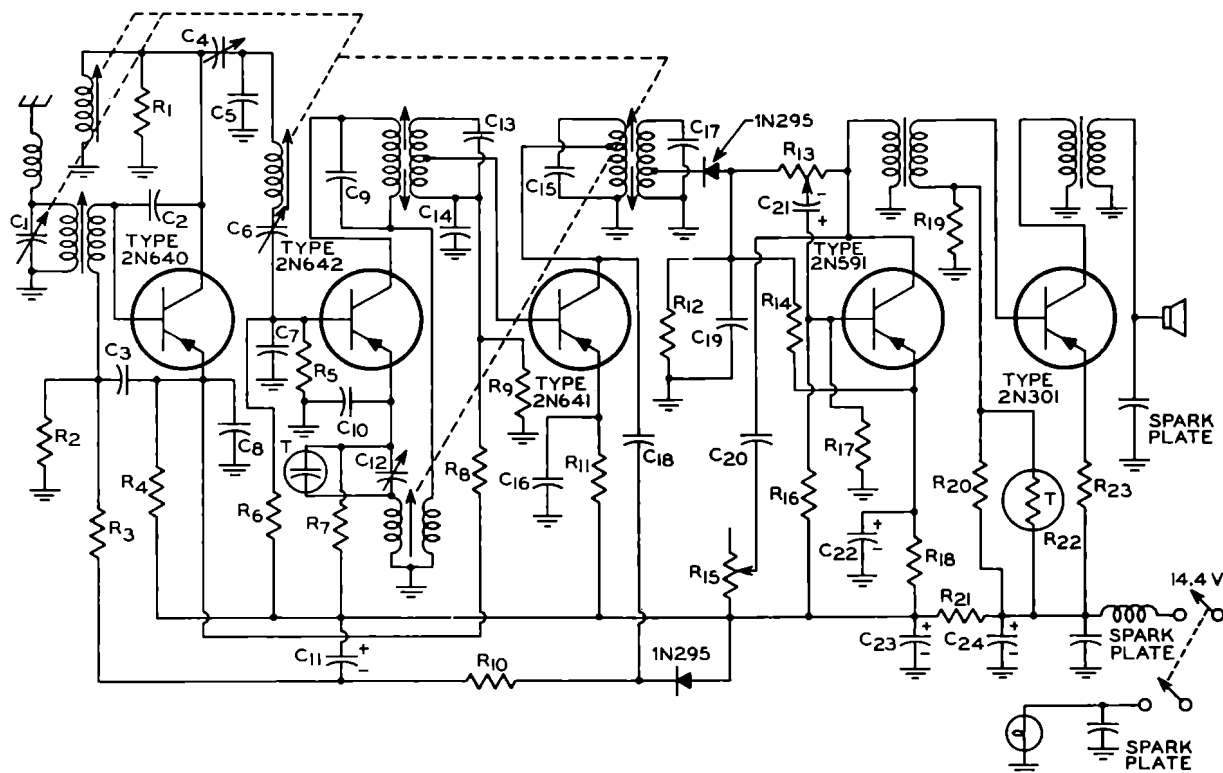 C4
C13
C17
1N295
C5
R1
R13
C9
C15
C21
-
+
C1
C2
C6
C14
R19
TYPE
2N640
TYPE
2N642
TYPE
2N591
R12
R14
C19
C3
C7
R5
R9
TYPE
2N641
TYPE
2N301
SPARK
PLATE
R2
C8
C10
R17
R4
T
C12
R8
C16
R11
C18
C20
R16
R20
T
R23
R3
R6
R7
R22
C22
+
-
R18
R15
14.4 V
R21
C11
+
-
C23
+
-
C24
+
-
SPARK
PLATE
R10
1N295
SPARK
PLATE